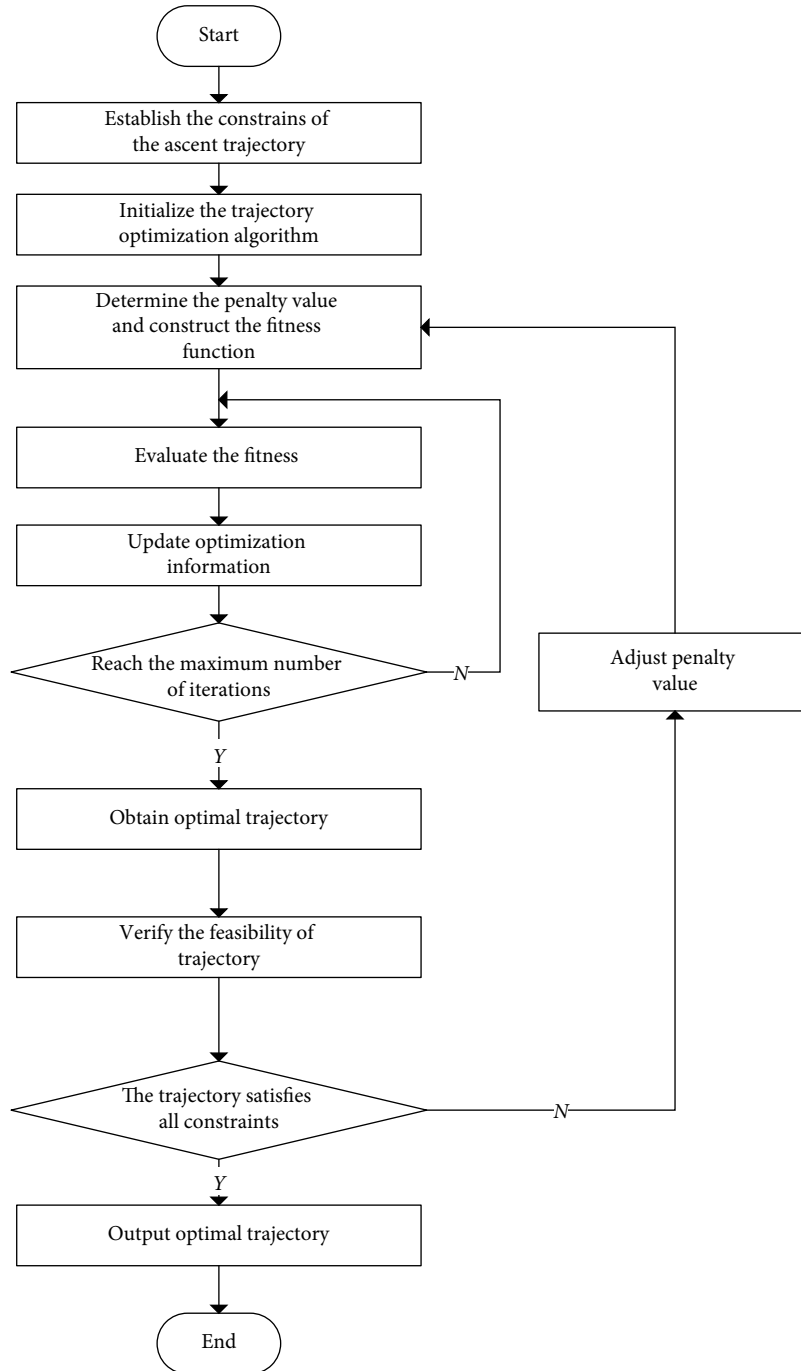 Start
Establish the constrains of
the ascent trajectory
Initialize the trajectory
optimization algorithm
Determine the penalty value
and construct the fitness
function
Evaluate the fitness
Update optimization
information
Reach the maximum number
of iterations
N
Adjust penalty
value
Y
Obtain optimal trajectory
Verify the feasibility of
trajectory
The trajectory satisfies
all constraints
N
Y
Output optimal trajectory
End